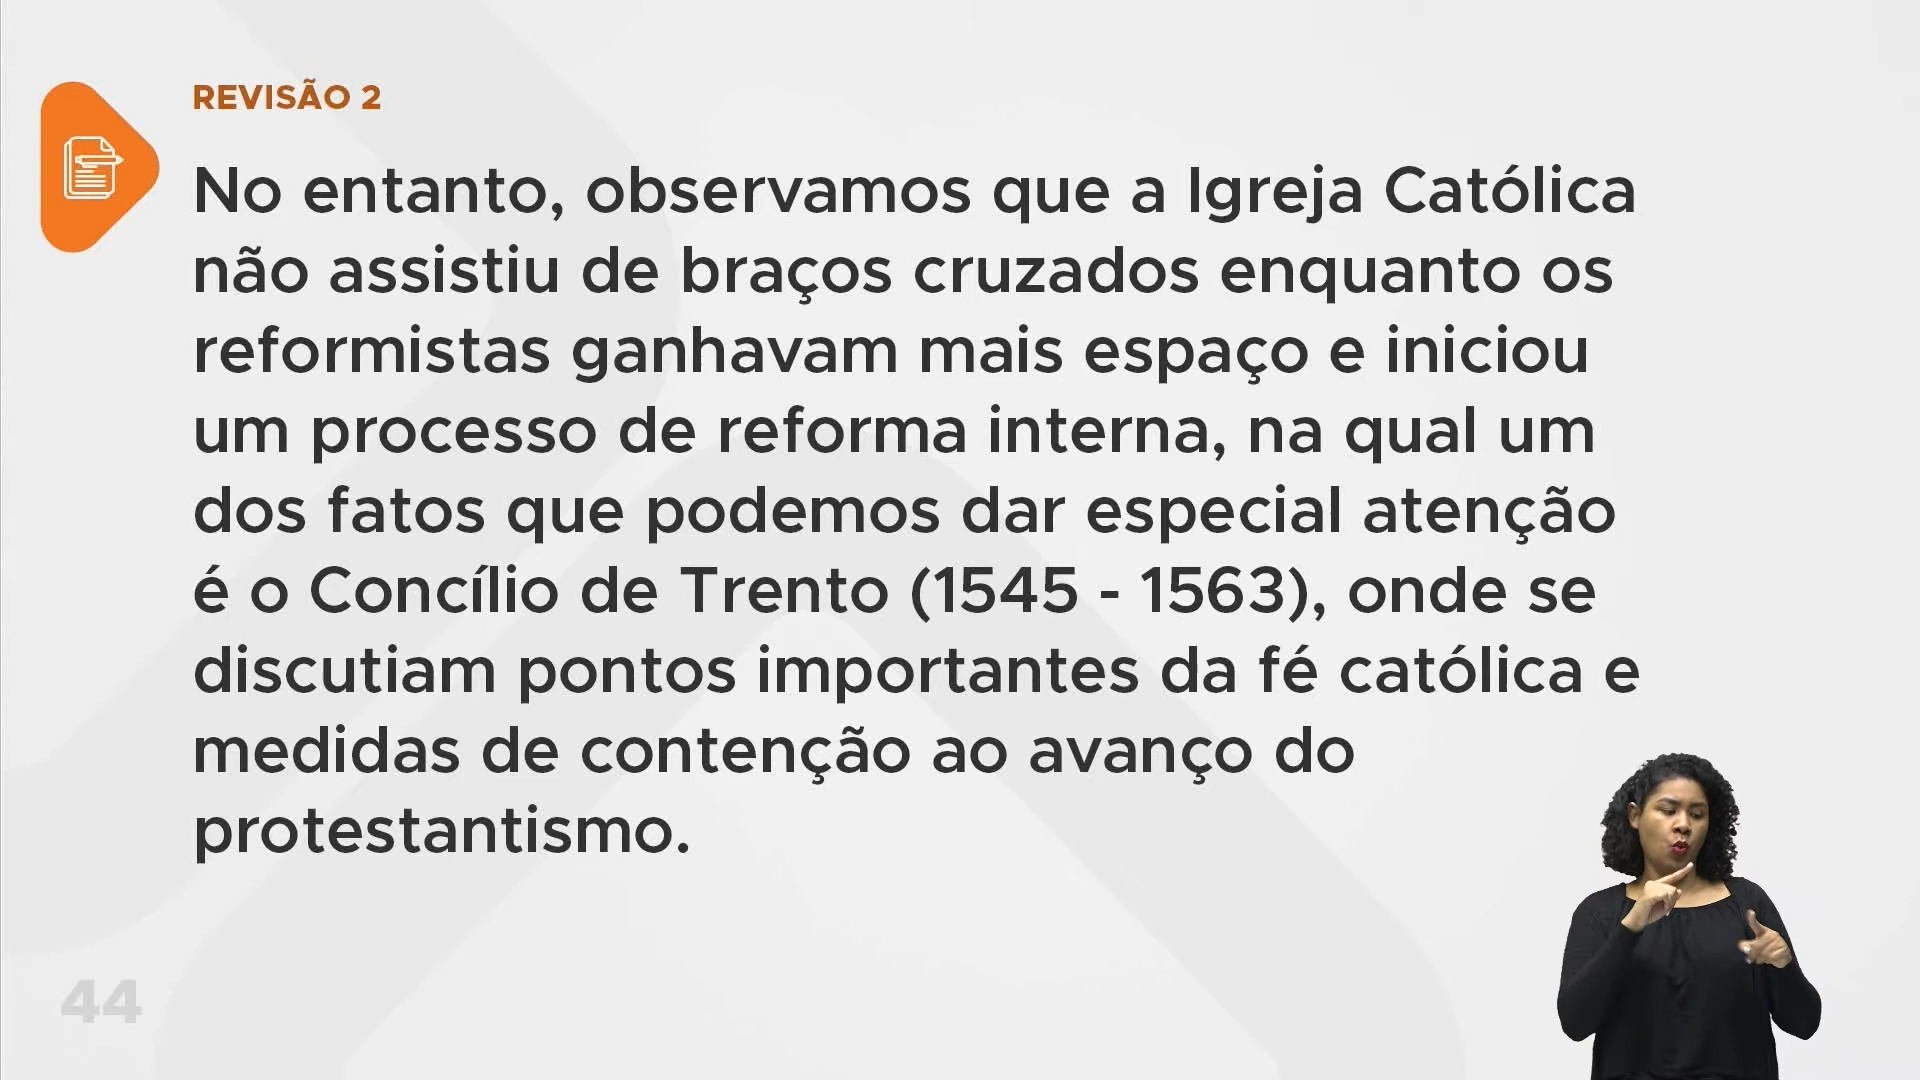 REVISÃO 2
No entanto, observamos que a Igreja Católica
não assistiu de braços cruzados enquanto os
reformistas ganhavam mais espaço e iniciou
um processo de reforma interna, na qual um
dos fatos que podemos dar especial atenção
é o Concílio de Trento (1545 - 1563), onde se
discutiam pontos importantes da fé católica e
medidas de contenção ao avanço do
protestantismo.
44